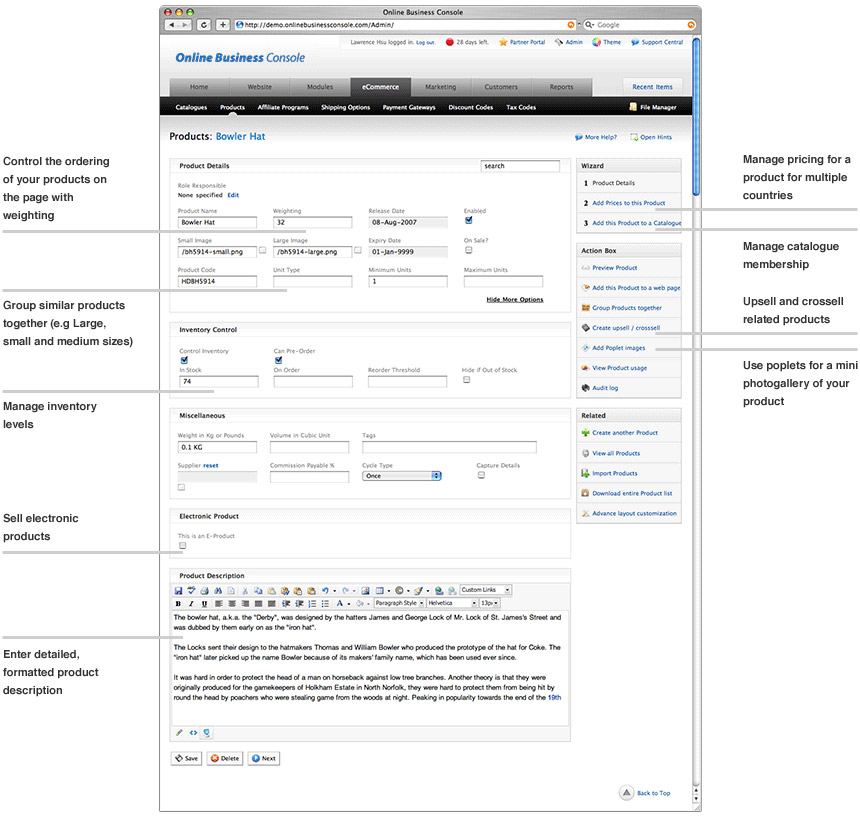 Online Business Console
http://demo.onlinebusinessconsole.com/Admin/
Google
Lawrence Hsu logged in. Log out. 28 days left. Partner Portal Admin Theme Support Central
Online Business Console
Home Website Modules eCommerce Marketing Customers Reports Recent Items
Catalogues Products Affiliate Programs Shipping Options Payment Gateways Discount Codes Tax Codes File Manager
Products: Bowler Hat More Help? Open Hints
Control the ordering
of your products on
the page with
weighting
Group similar products
together (e.g Large,
small and medium sizes)
Manage inventory
levels
Sell electronic
products
Enter detailed,
formatted product
description
Product Details search
Role Responsible
None specified Edit
Product Name Weighting Release Date Enabled
Bowler Hat 32 08-Aug-2007
Small Image Large Image Expiry Date On Sale?
/bh5914-small.png /bh5914-large.png 01-Jan-9999
Product Code Unit Type Minimum Units Maximum Units
HDBH5914 1
Hide More Options
Inventory Control
Control Inventory Can Pre-Order
In Stock On Order Reorder Threshold Hide if Out of Stock
74
Miscellaneous
Weight in Kg or Pounds Volume in Cubic Unit Tags
0.1 KG
Supplier reset Commission Payable % Cycle Type Capture Details
Once
Electronic Product
This is an E-Product
Product Description
Custom Links
B I U A Paragraph Style Helvetica 13px
The bowler hat, a.k.a. the "Derby", was designed by the hatters James and George Lock of Mr. Lock of St. James's Street and
was dubbed by them early on as the "iron hat".
The Locks sent their design to the hatmakers Thomas and William Bowler who produced the prototype of the hat for Coke. The
"iron hat" later picked up the name Bowler because of its makers' family name, which has been used ever since.
It was hard in order to protect the head of a man on horseback against low tree branches. Another theory is that they were
originally produced for the gamekeepers of Holkham Estate in North Norfolk, they were hard to protect them from being hit by
round the head by poachers who were stealing game from the woods at night. Peaking in popularity towards the end of the 19th
Save Delete Next
Back to Top
Wizard
1 Product Details
2 Add Prices to this Product
3 Add this Product to a Catalogue
Action Box
Preview Product
Add this Product to a web page
Group Products together
Create upsell / crosssell
Add Poplet images
View Product usage
Audit log
Related
Create another Product
View all Products
Import Products
Download entire Product list
Advance layout customization
Manage pricing for a
product for multiple
countries
Manage catalogue
membership
Upsell and crossell
related products
Use poplets for a mini
photogallery of your
product